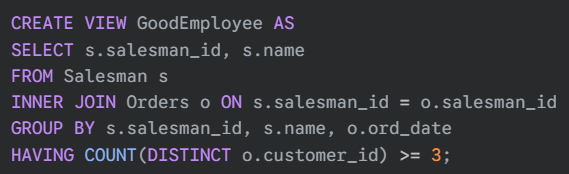 CREATE VIEW GoodEmployee AS
SELECT s.salesman_id, s.name
FROM Salesman s
INNER JOIN Orders o ON s.salesman_id = o.salesman_id
GROUP BY s.salesman_id, s.name, o.ord_date
HAVING COUNT(DISTINCT o.customer_id) >= 3;